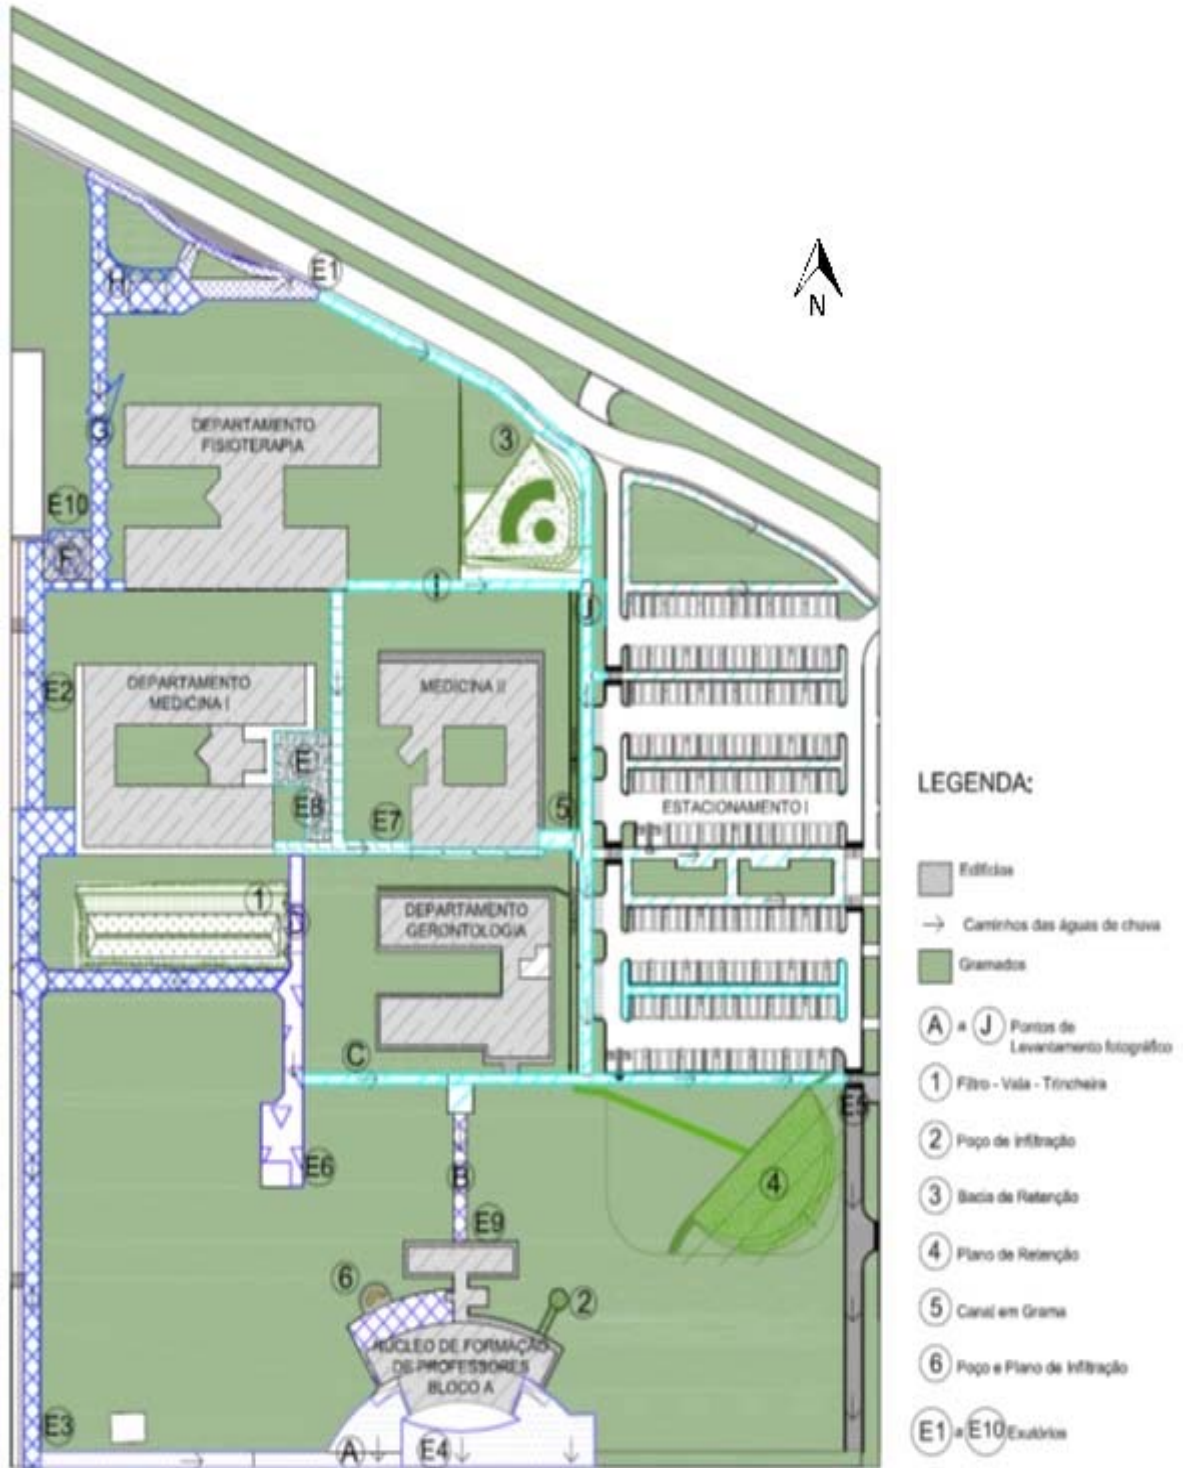 N
E1
H
3
G
DEPARTAMENTO
FISIOTERAPIA
E10
F
I
J
E2
DEPARTAMENTO
MEDICINA I
MEDICINA II
E
E8
E7
5
ESTACIONAMENTO I
1
D
DEPARTAMENTO
GERONTOLOGIA
C
E5
E6
B
4
E9
6
2
NÚCLEO DE FORMAÇÃO
DE PROFESSORES
BLOCO A
E3
A
E4
LEGENDA:
Edifícios
Caminhos das águas de chuva
Gramados
A a J Pontos de
Levantamento fotográfico
1 Filtro - Vala - Trincheira
2 Poço de infiltração
3 Bacia de Retenção
4 Plano de Retenção
5 Canal em Grama
6 Poço e Plano de Infiltração
E1 a E10 Exutórios